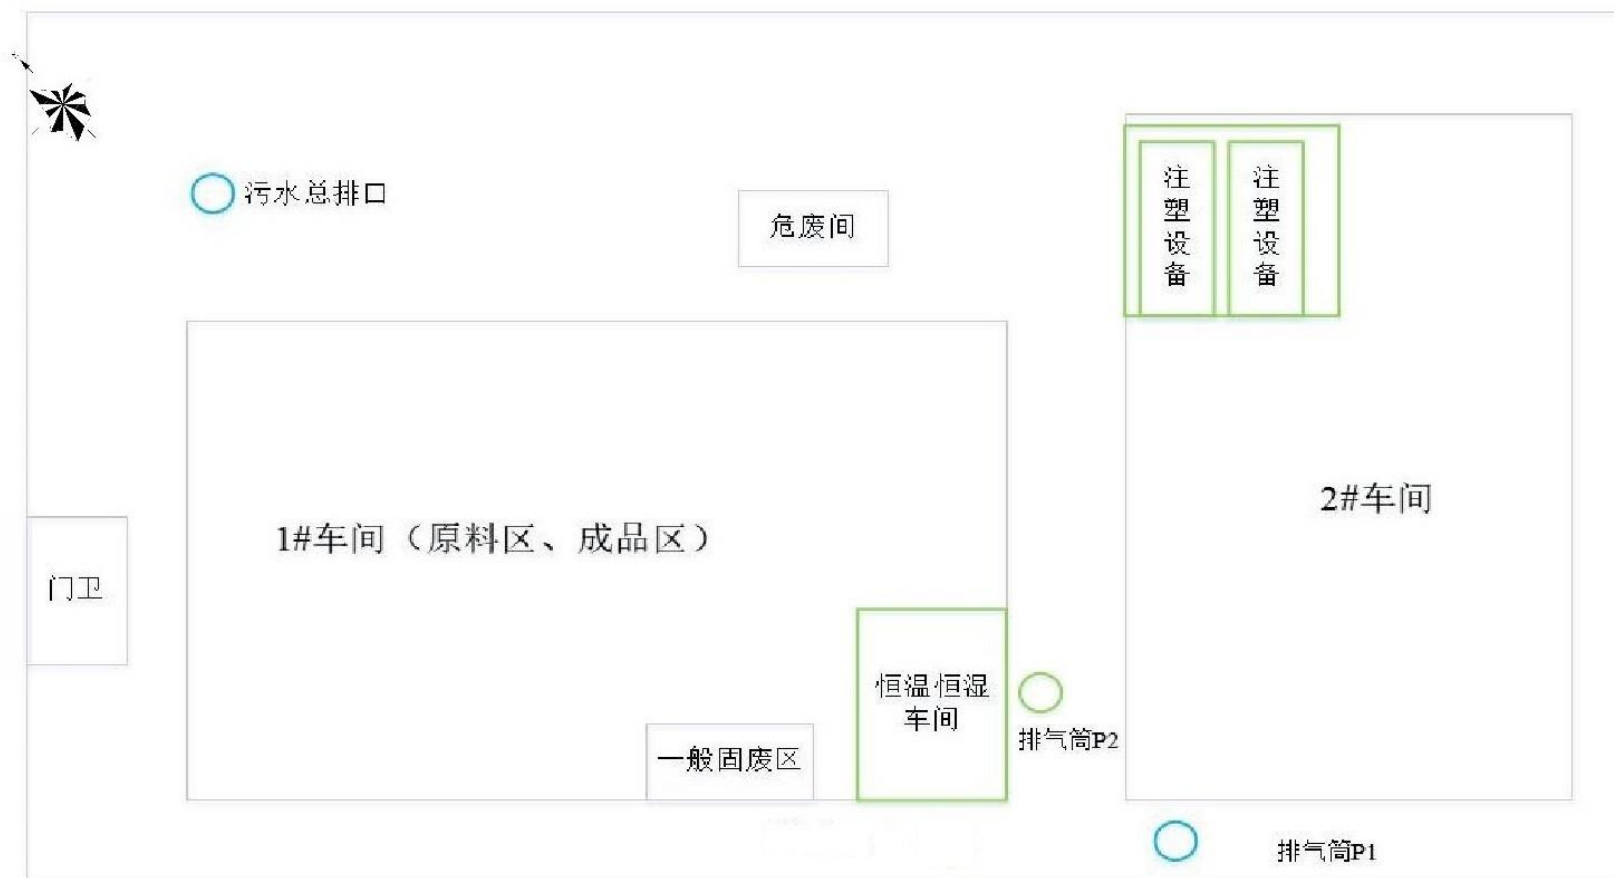 污水总排口
危废间
注塑设备
注塑设备
2#车间
1#车间（原料区、成品区）
门卫
恒温恒湿
车间
排气筒P2
一般固废区
排气筒P1